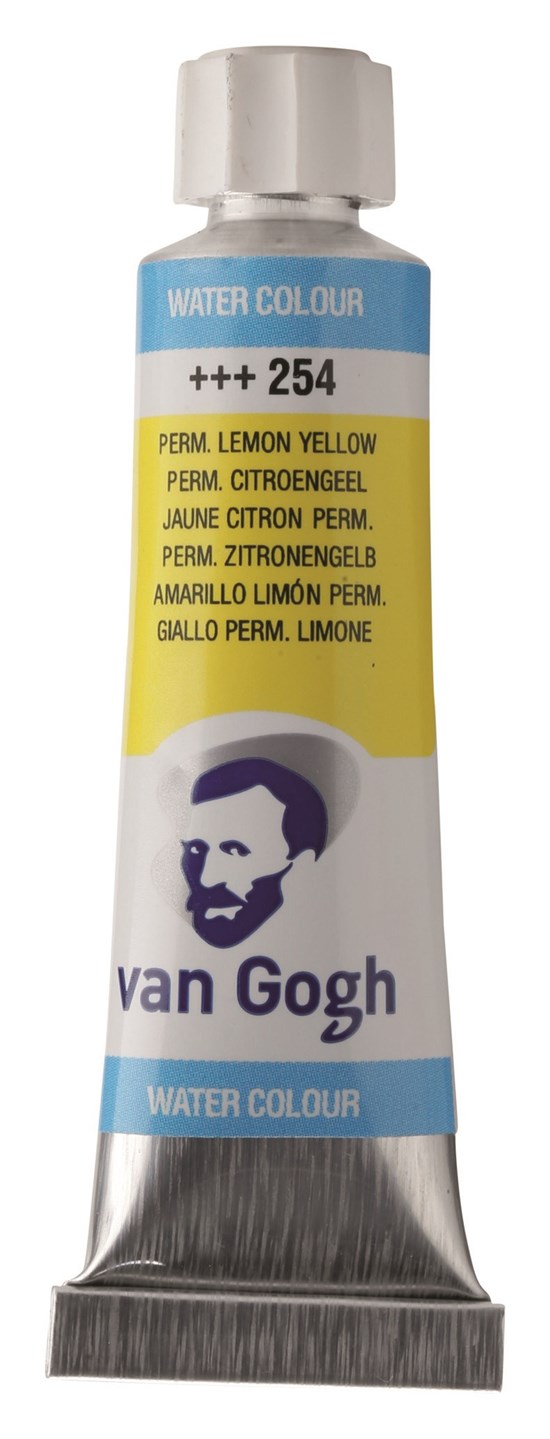 WATER COLOUR
+++ 254
PERM. LEMON YELLOW
PERM. CITROENGEEL
JAUNE CITRON PERM.
PERM. ZITRONENGELB
AMARILLO LIMÓN PERM.
GIALLO PERM. LIMONE
van Gogh
WATER COLOUR